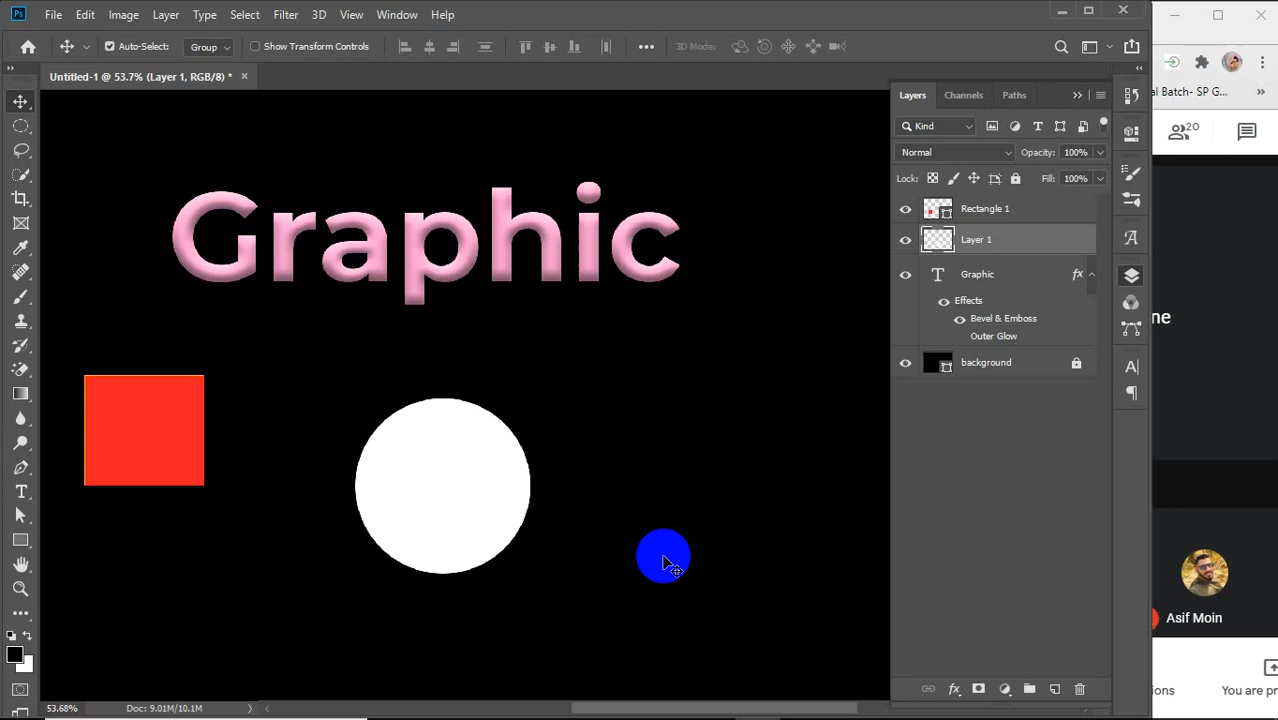 Ps File Edit Image Layer Type Select Filter 3D View Window Help
Auto-Select: Group Show Transform Controls 3D Mode:
Untitled-1 @ 53.7% (Layer 1, RGB/8) *
al Batch- SP G...
Layers Channels Paths
Kind
20
Normal Opacity: 100%
Lock: Fill: 100%
Rectangle 1
Layer 1
Graphic fx
Effects
Bevel & Emboss
Outer Glow
background
Graphic
ne
Asif Moin
ions You are pr
53.68% Doc: 9.01M/10.1M